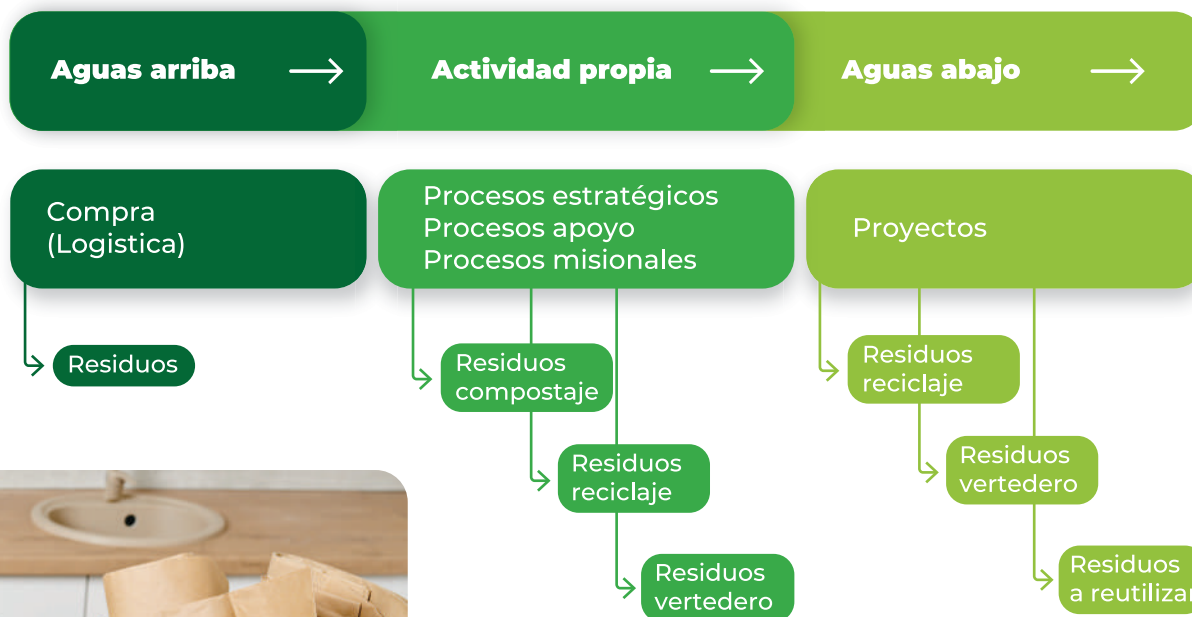 Aguas arriba
Actividad propia
Aguas abajo
Compra
(Logistica)
Procesos estratégicos
Procesos apoyo
Procesos misionales
Proyectos
Residuos
Residuos
compostaje
Residuos
reciclaje
Residuos
vertedero
Residuos
reciclaje
Residuos
vertedero
Residuos
a reutilizar